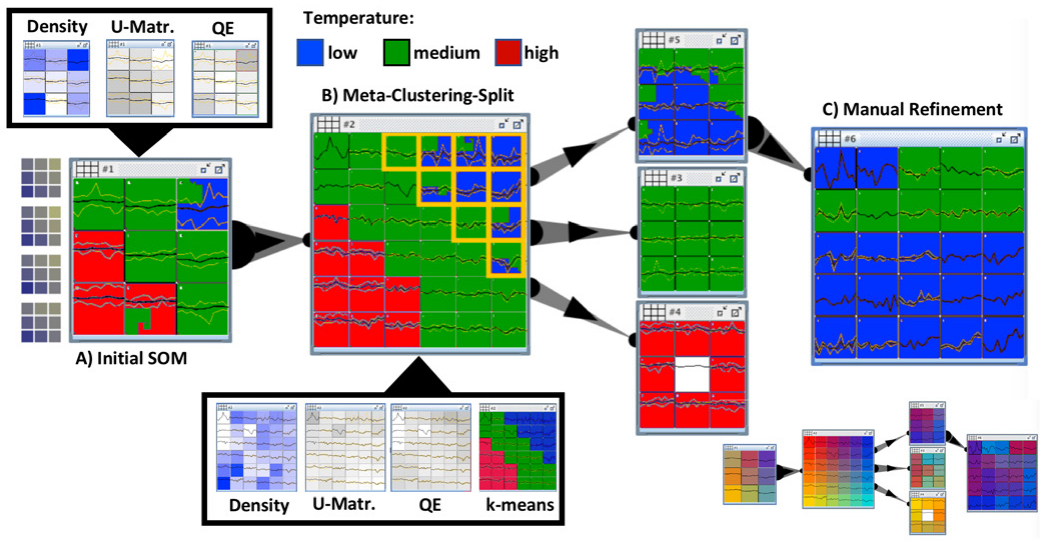 Density U-Matr. QE
Temperature:
low medium high
#5
B) Meta-Clustering-Split
C) Manual Refinement
#2
#6
#1
#3
#4
A) Initial SOM
Density U-Matr. QE k-means